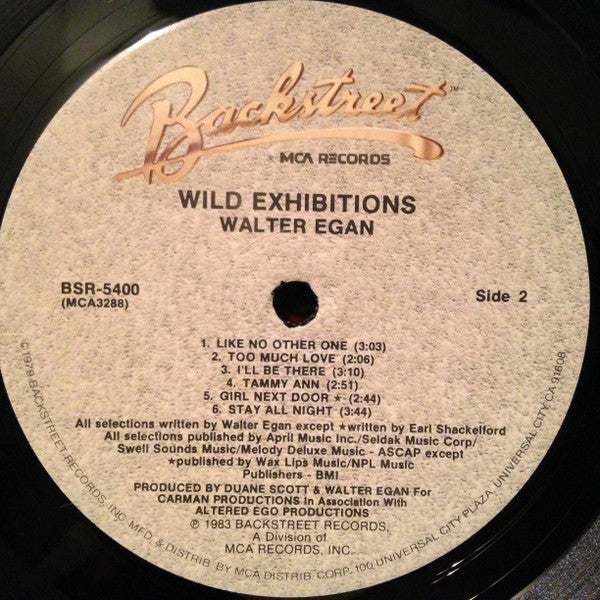 Backstreet™
MCA RECORDS
WILD EXHIBITIONS
WALTER EGAN
BSR-5400
(MCA3288)
Side 2
1. LIKE NO OTHER ONE (3:03)
2. TOO MUCH LOVE (2:06)
3. I'LL BE THERE (3:10)
4. TAMMY ANN (2:51)
5. GIRL NEXT DOOR ★ (2:44)
6. STAY ALL NIGHT (3:44)
All selections written by Walter Egan except ★written by Earl Shackelford
All selections published by April Music Inc./Seldak Music Corp/
Swell Sounds Music/Melody Deluxe Music - ASCAP except
★published by Wax Lips Music/NPL Music
Publishers - BMI
PRODUCED BY DUANE SCOTT & WALTER EGAN For
CARMAN PRODUCTIONS In Association With
ALTERED EGO PRODUCTIONS
℗ 1983 BACKSTREET RECORDS,
A Division of
MCA RECORDS, INC.
©1979 BACKSTREET RECORDS, INC. MFD & DISTRIB BY MCA DISTRIB CORP. 100 UNIVERSAL CITY PLAZA, UNIVERSAL CITY, CA 91608